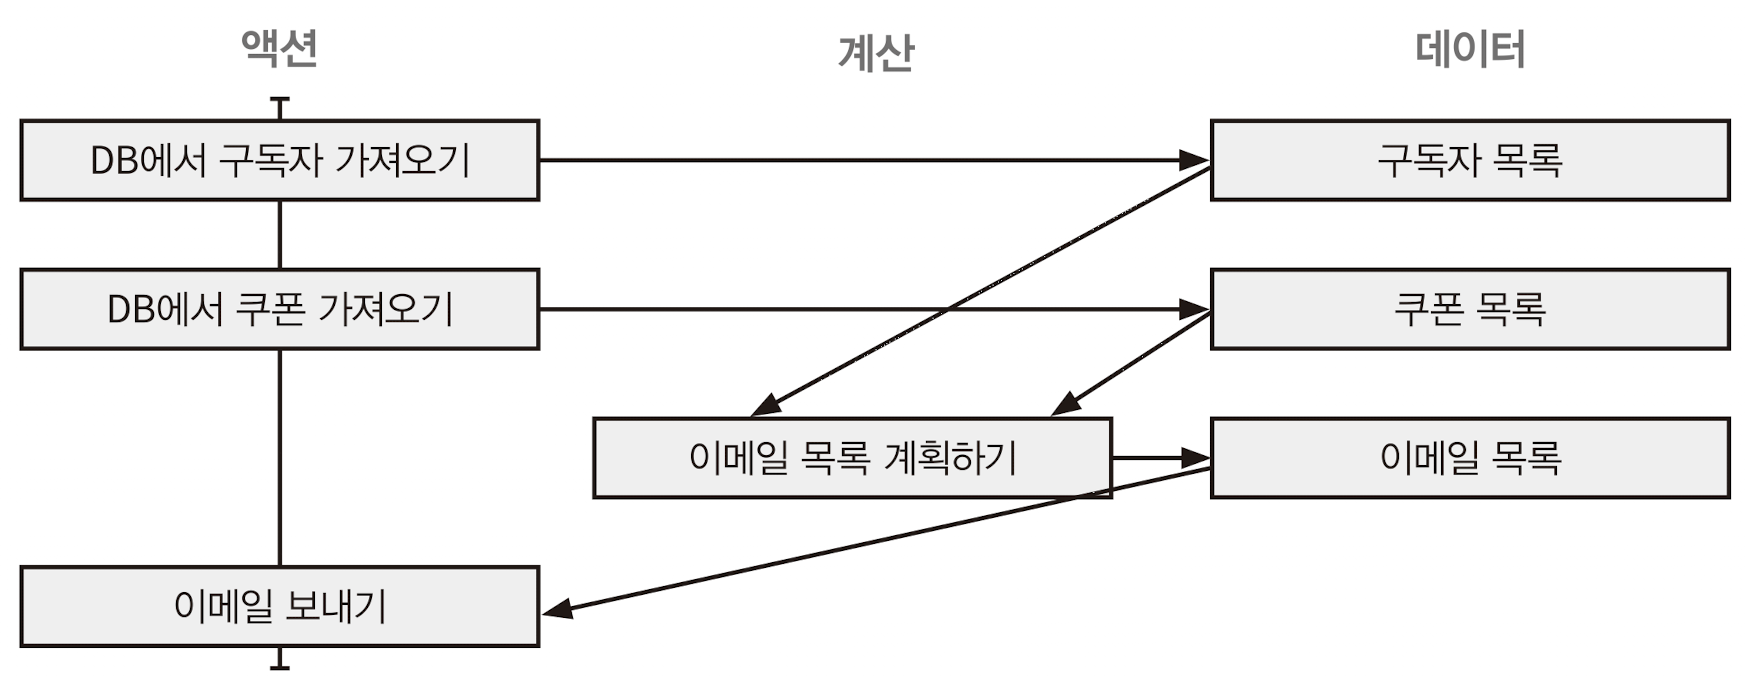 액션
계산
데이터
DB에서 구독자 가져오기
구독자 목록
DB에서 쿠폰 가져오기
쿠폰 목록
이메일 목록 계획하기
이메일 목록
이메일 보내기